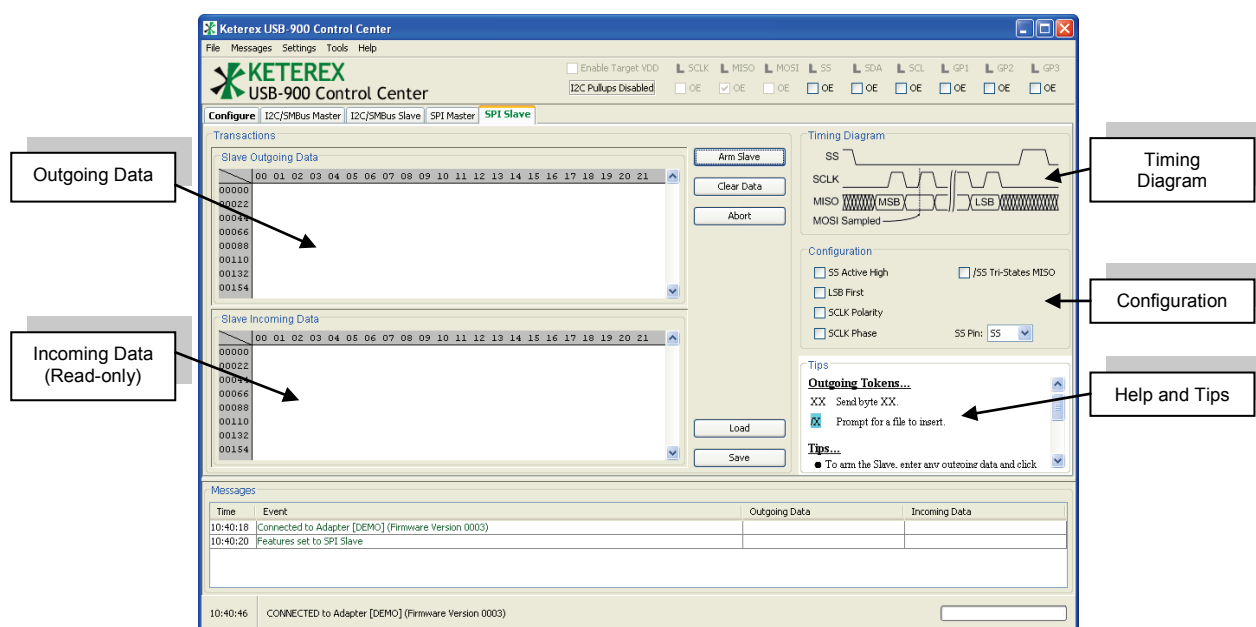 Keterex USB-900 Control Center
File Messages Settings Tools Help
KETEREX
USB-900 Control Center
Enable Target VDD
I2C Pullups Disabled
L SCLK L MISO L MOSI L SS L SDA L SCL L GP1 L GP2 L GP3
OE OE OE OE OE OE OE OE OE
Configure I2C/SMBus Master I2C/SMBus Slave SPI Master SPI Slave
Transactions
Slave Outgoing Data
00 01 02 03 04 05 06 07 08 09 10 11 12 13 14 15 16 17 18 19 20 21
00000
00022
00044
00066
00088
00110
00132
00154
Slave Incoming Data
00 01 02 03 04 05 06 07 08 09 10 11 12 13 14 15 16 17 18 19 20 21
00000
00022
00044
00066
00088
00110
00132
00154
Arm Slave
Clear Data
Abort
Load
Save
Timing Diagram
SS
SCLK
MISO MSB LSB
MOSI Sampled
Configuration
SS Active High /SS Tri-States MISO
LSB First
SCLK Polarity
SCLK Phase SS Pin: SS
Tips
Outgoing Tokens...
XX Send byte XX.
/X Prompt for a file to insert.
Tips...
● To arm the Slave, enter any outgoing data and click
Messages
Time Event Outgoing Data Incoming Data
10:40:18 Connected to Adapter [DEMO] (Firmware Version 0003)
10:40:20 Features set to SPI Slave
10:40:46 CONNECTED to Adapter [DEMO] (Firmware Version 0003)
Outgoing Data
Incoming Data
(Read-only)
Timing
Diagram
Configuration
Help and Tips